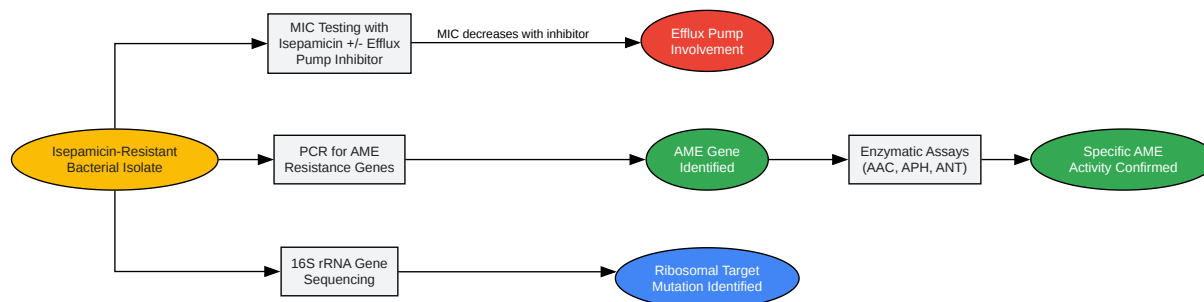 MIC Testing with
Isepamicin +/- Efflux
Pump Inhibitor
MIC decreases with inhibitor
Efflux Pump
Involvement
Isepamicin-Resistant
Bacterial Isolate
PCR for AME
Resistance Genes
AME Gene
Identified
Enzymatic Assays
(AAC, APH, ANT)
Specific AME
Activity Confirmed
16S rRNA Gene
Sequencing
Ribosomal Target
Mutation Identified